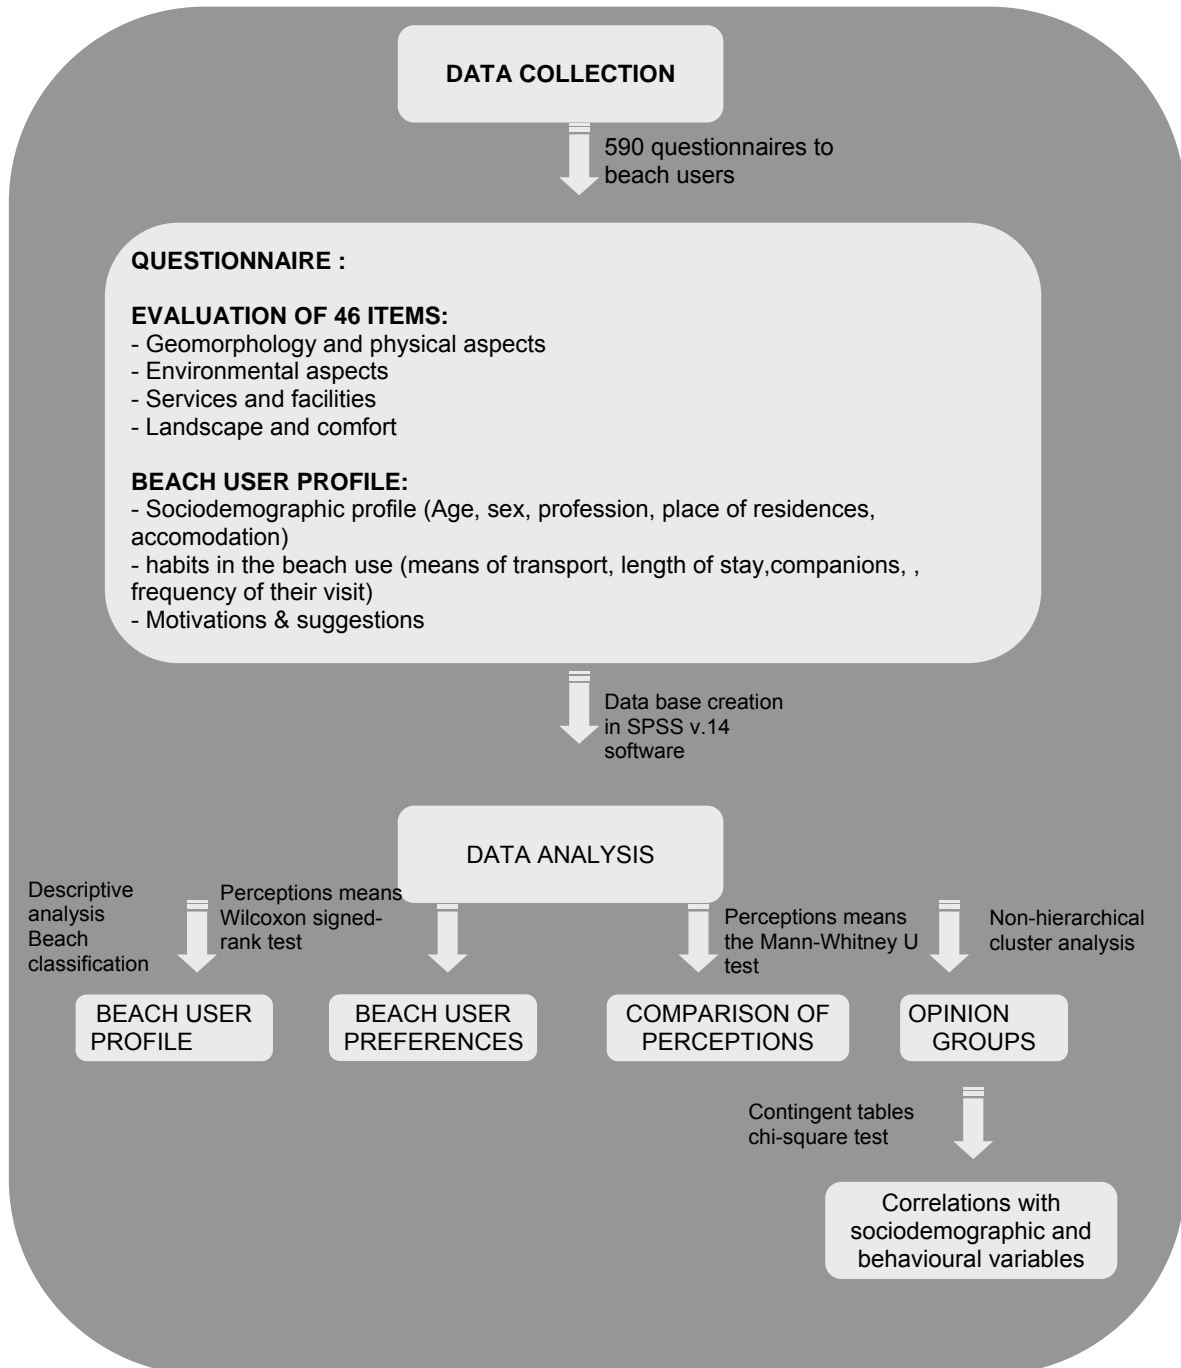 DATA COLLECTION
590 questionnaires to
beach users
QUESTIONNAIRE :
EVALUATION OF 46 ITEMS:
- Geomorphology and physical aspects
- Environmental aspects
- Services and facilities
- Landscape and comfort
BEACH USER PROFILE:
- Sociodemographic profile (Age, sex, profession, place of residences,
accomodation)
- habits in the beach use (means of transport, length of stay,companions, ,
frequency of their visit)
- Motivations & suggestions
Data base creation
in SPSS v.14
software
DATA ANALYSIS
Descriptive
analysis
Beach
classification
Perceptions means
Wilcoxon signed-
rank test
Perceptions means
the Mann-Whitney U
test
Non-hierarchical
cluster analysis
BEACH USER
PROFILE
BEACH USER
PREFERENCES
COMPARISON OF
PERCEPTIONS
OPINION
GROUPS
Contingent tables
chi-square test
Correlations with
sociodemographic and
behavioural variables